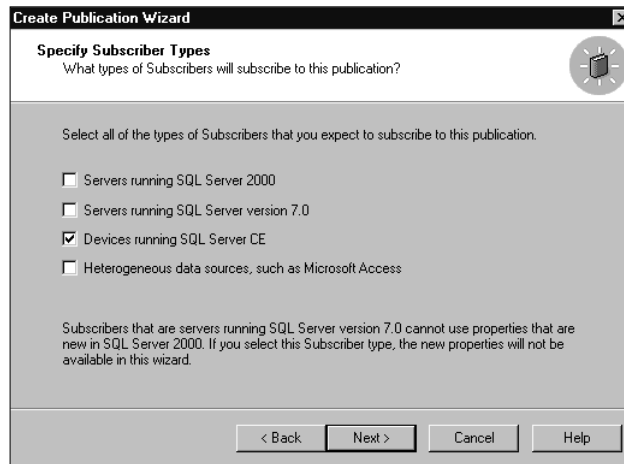 Create Publication Wizard
Specify Subscriber Types
What types of Subscribers will subscribe to this publication?
Select all of the types of Subscribers that you expect to subscribe to this publication.
Servers running SQL Server 2000
Servers running SQL Server version 7.0
Devices running SQL Server CE
Heterogeneous data sources, such as Microsoft Access
Subscribers that are servers running SQL Server version 7.0 cannot use properties that are
new in SQL Server 2000. If you select this Subscriber type, the new properties will not be
available in this wizard.
< Back Next > Cancel Help